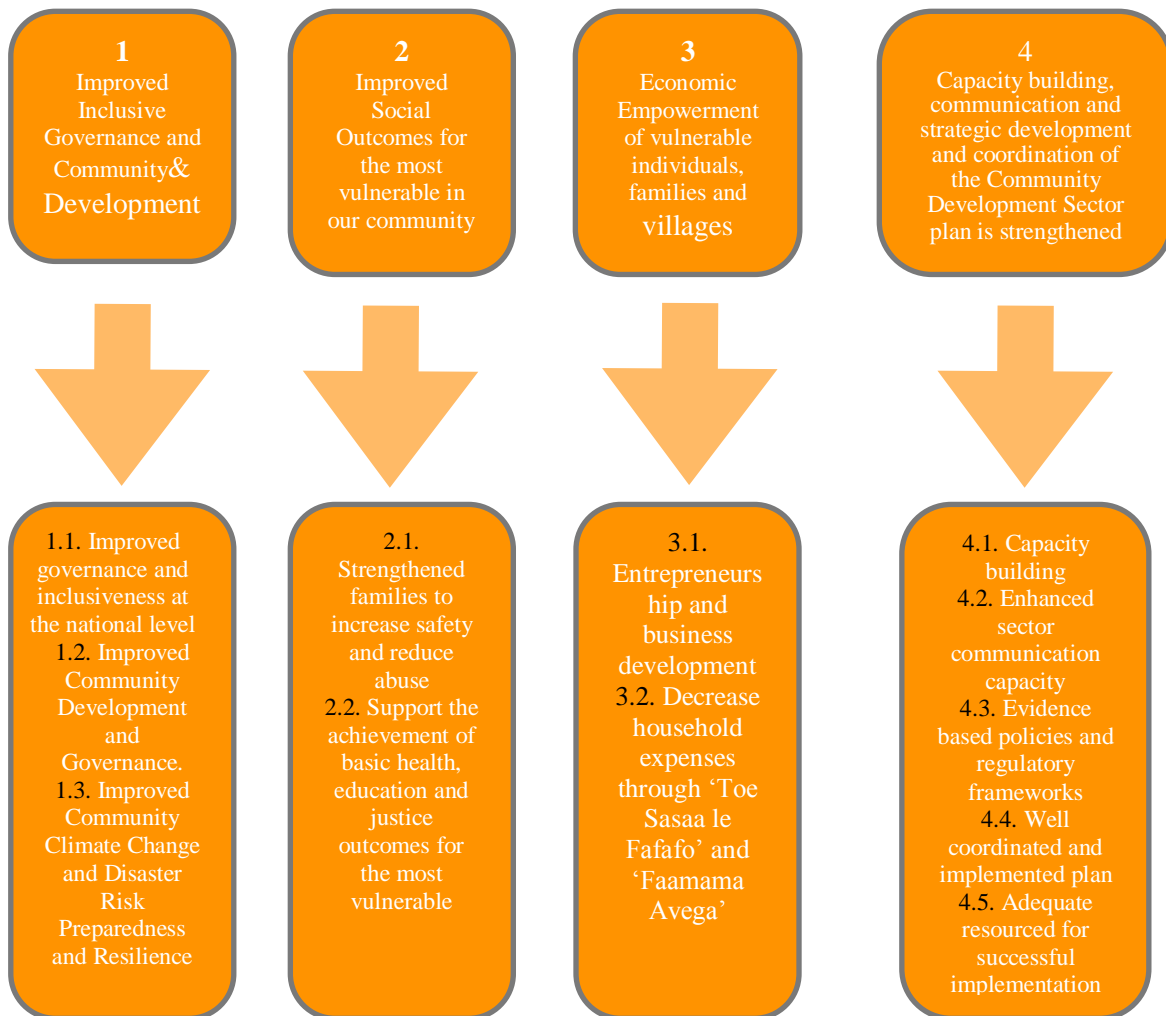 1
Improved
Inclusive
Governance and
Community&
Development
2
Improved
Social
Outcomes for
the most
vulnerable in
our community
3
Economic
Empowerment
of vulnerable
individuals,
families and
villages
4
Capacity building,
communication and
strategic development
and coordination of
the Community
Development Sector
plan is strengthened
1.1. Improved
governance and
inclusiveness at
the national level
1.2. Improved
Community
Development
and
Governance.
1.3. Improved
Community
Climate Change
and Disaster
Risk
Preparedness
and Resilience
2.1.
Strengthened
families to
increase safety
and reduce
abuse
2.2. Support the
achievement of
basic health,
education and
justice
outcomes for
the most
vulnerable
3.1.
Entrepreneurs
hip and
business
development
3.2. Decrease
household
expenses
through ‘Toe
Sasaa le
Fafafo’ and
‘Faamama
Avega’
4.1. Capacity
building
4.2. Enhanced
sector
communication
capacity
4.3. Evidence
based policies and
regulatory
frameworks
4.4. Well
coordinated and
implemented plan
4.5. Adequate
resourced for
successful
implementation